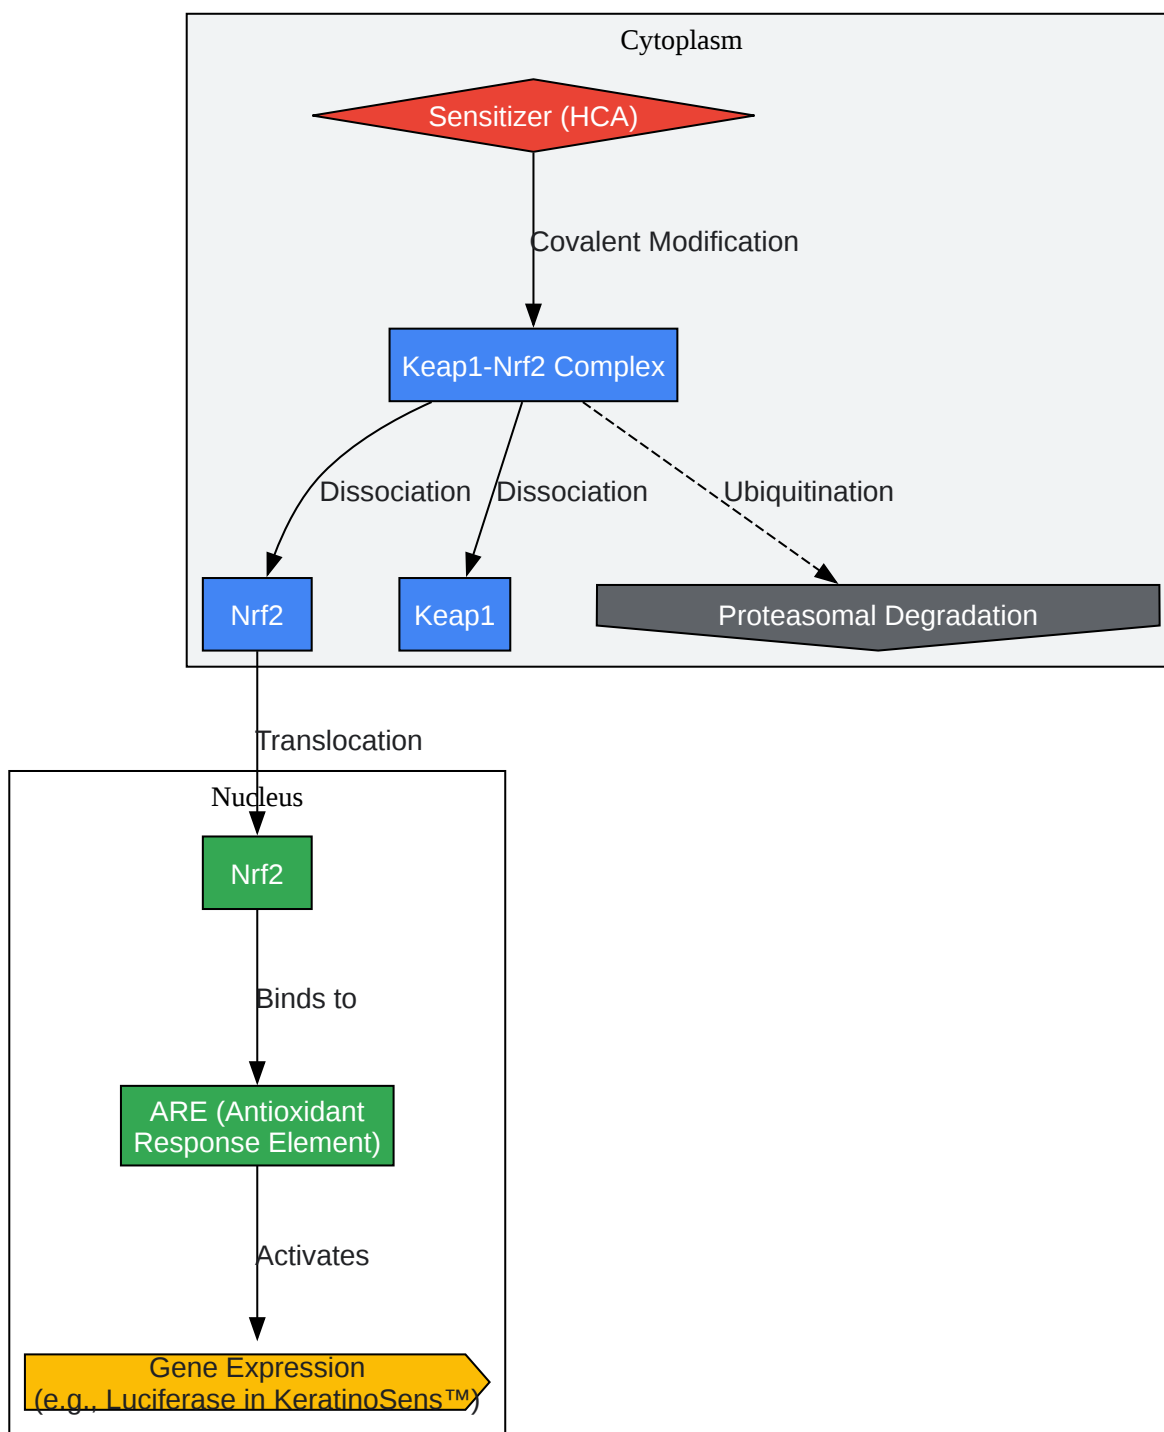 Cytoplasm
Sensitizer (HCA)
Covalent Modification
Keap1-Nrf2 Complex
Dissociation
Dissociation
Ubiquitination
Nrf2
Keap1
Proteasomal Degradation
Translocation
Nucleus
Nrf2
Binds to
ARE (Antioxidant
Response Element)
Activates
Gene Expression
(e.g., Luciferase in KeratinoSens™)